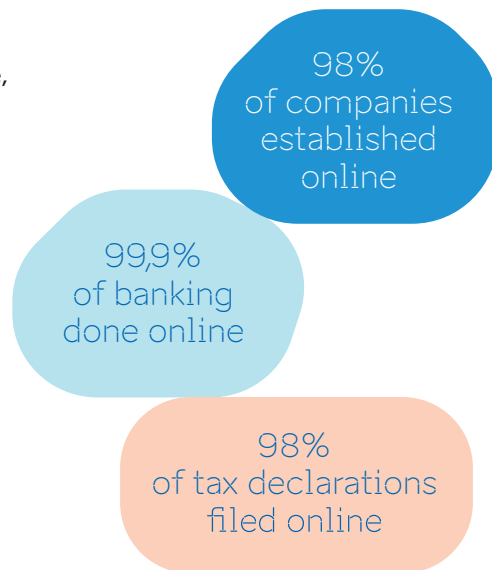 98%
of companies
established
online
99,9%
of banking
done online
98%
of tax declarations
filed online